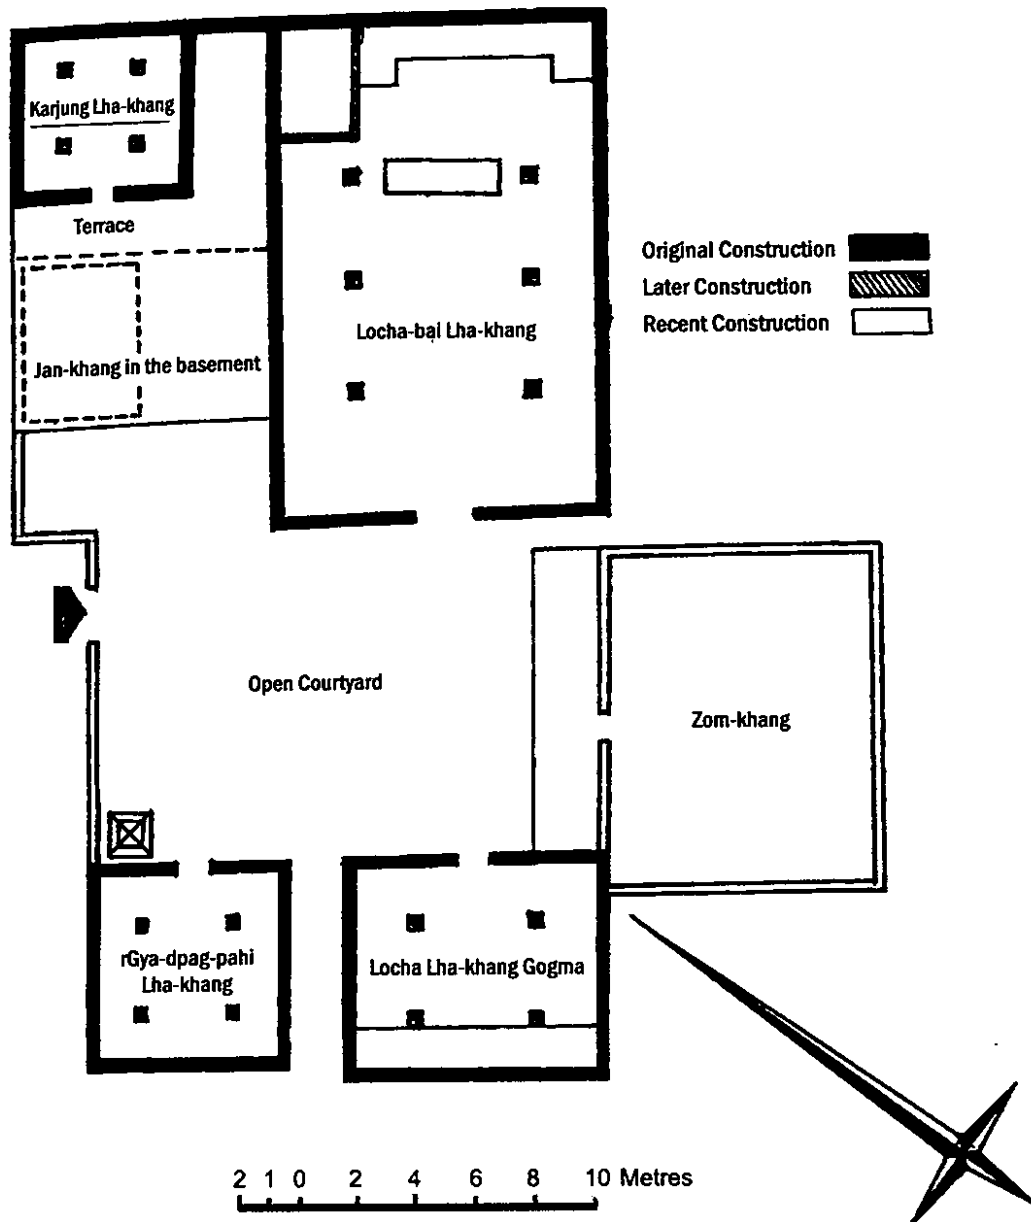 Karjung Lha-khang
Terrace
Jan-khang in the basement
Locha-bai Lha-khang
Original Construction
Later Construction
Recent Construction
Open Courtyard
Zom-khang
rGya-dpag-pahi
Lha-khang
Locha Lha-khang Gogma
2 1 0 2 4 6 8 10 Metres